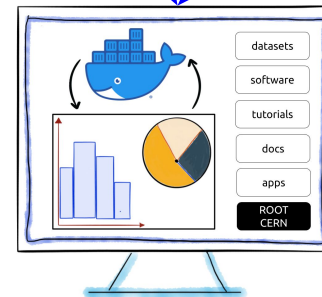 datasets
software
tutorials
docs
apps
ROOT
CERN